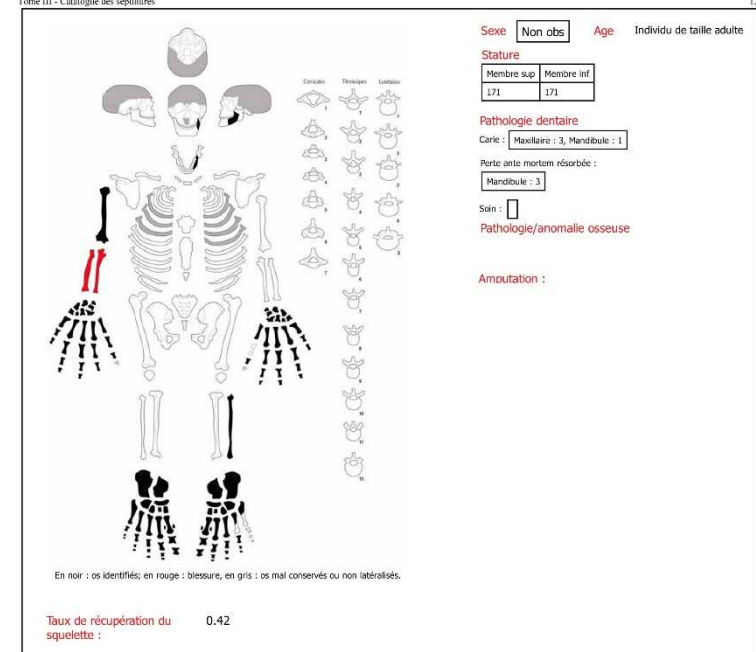 Tome III - Catalogue des sépultures
Sexe Non obs Age Individu de taille adulte
Stature
Membre sup Membre inf
171 171
Pathologie dentaire
Carie : Maxillaire : 3, Mandibule : 1
Perte ante mortem résorbée :
Mandibule : 3
Soin :
Pathologie/anomalie osseuse
Amputation :
Cervicales Thoraciques Lombaires
En noir : os identifiés; en rouge : blessure, en gris : os mal conservés ou non latéralisés.
Taux de récupération du 0.42
squelette :